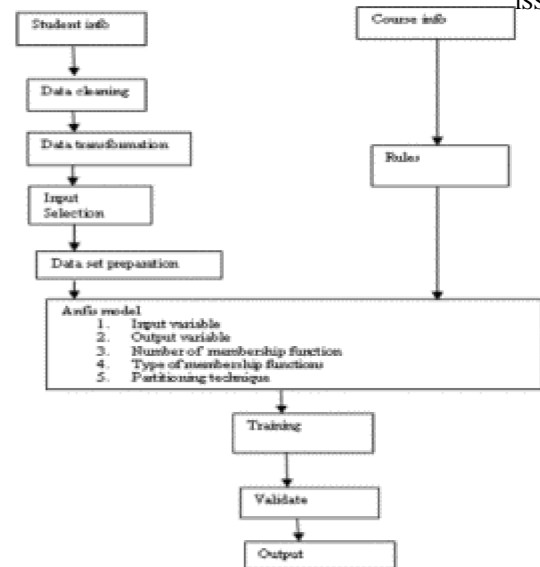 iss
Student info
Course info
Data cleaning
Data transformation
Rules
Input
Selection
Data set preparation
Anfis model
1. Input variable
2. Output variable
3. Number of membership function
4. Type of membership functions
5. Partitioning technique
Training
Validate
Output